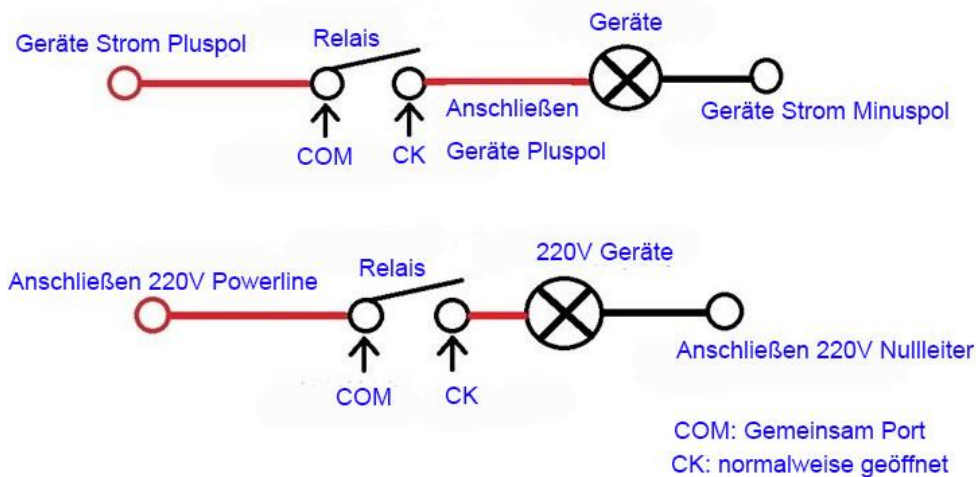 Geräte Strom Pluspol
Relais
Geräte
COM
CK
Anschließen
Geräte Pluspol
Geräte Strom Minuspol
Anschließen 220V Powerline
Relais
220V Geräte
COM
CK
Anschließen 220V Nullleiter
COM: Gemeinsam Port
CK: normalweise geöffnet